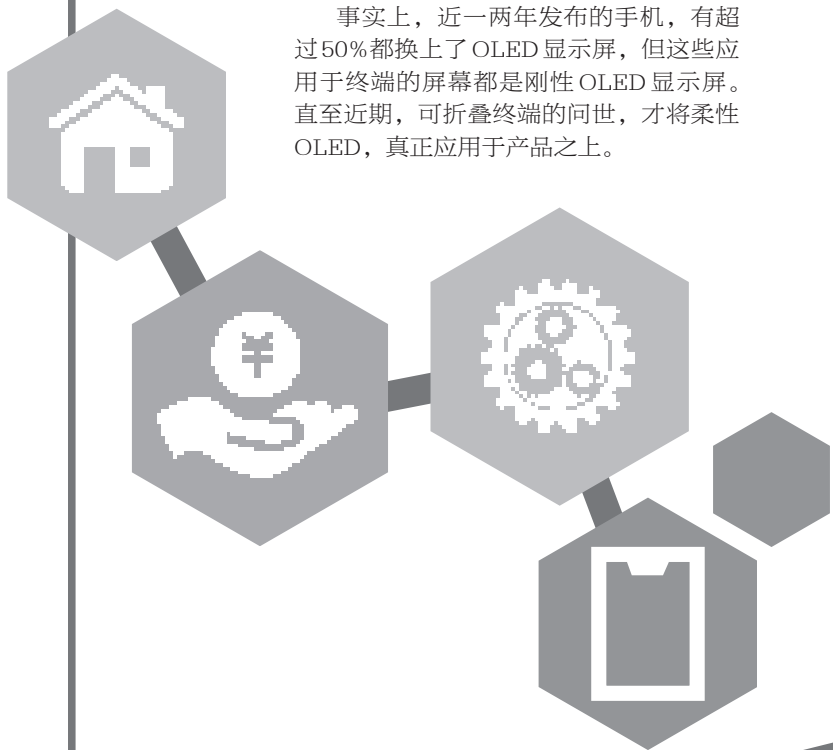 事实上，近一两年发布的手机，有超
过50%都换上了OLED显示屏，但这些应
用于终端的屏幕都是刚性OLED显示屏。
直至近期，可折叠终端的问世，才将柔性
OLED，真正应用于产品之上。
¥